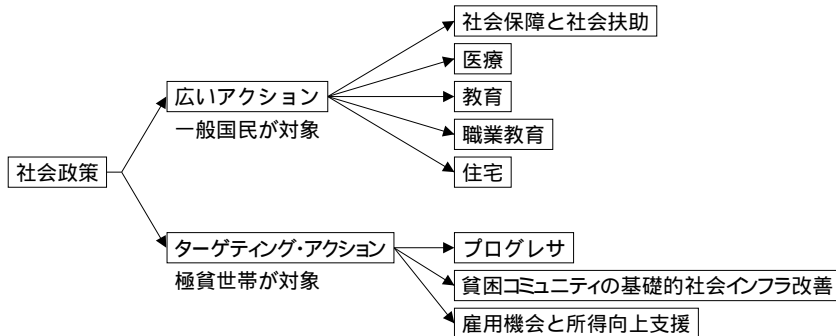 社会政策
広いアクション
一般国民が対象
社会保障と社会扶助
医療
教育
職業教育
住宅
ターゲティング・アクション
極貧世帯が対象
プログレサ
貧困コミュニティの基礎的社会インフラ改善
雇用機会と所得向上支援